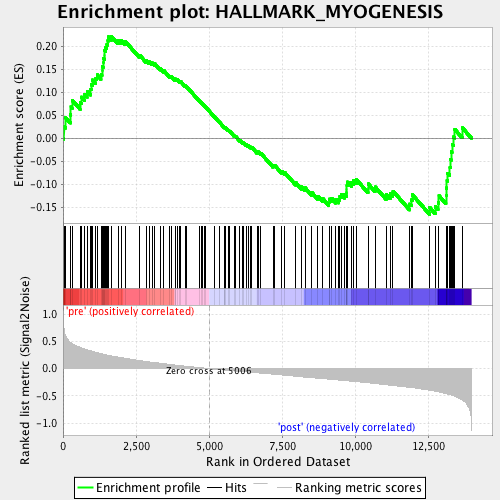 Enrichment plot: HALLMARK_MYOGENESIS
Enrichment score (ES)
0.20
0.15
0.10
0.05
0.00
-0.05
-0.10
-0.15
'pre' (positively correlated)
Ranked list metric (Signal2Noise)
1.0
0.5
0.0
-0.5
-1.0
Zero cross at 5006
'post' (negatively correlated)
0
2,500
5,000
7,500
10,000
12,500
Rank in Ordered Dataset
Enrichment profile
Hits
Ranking metric scores